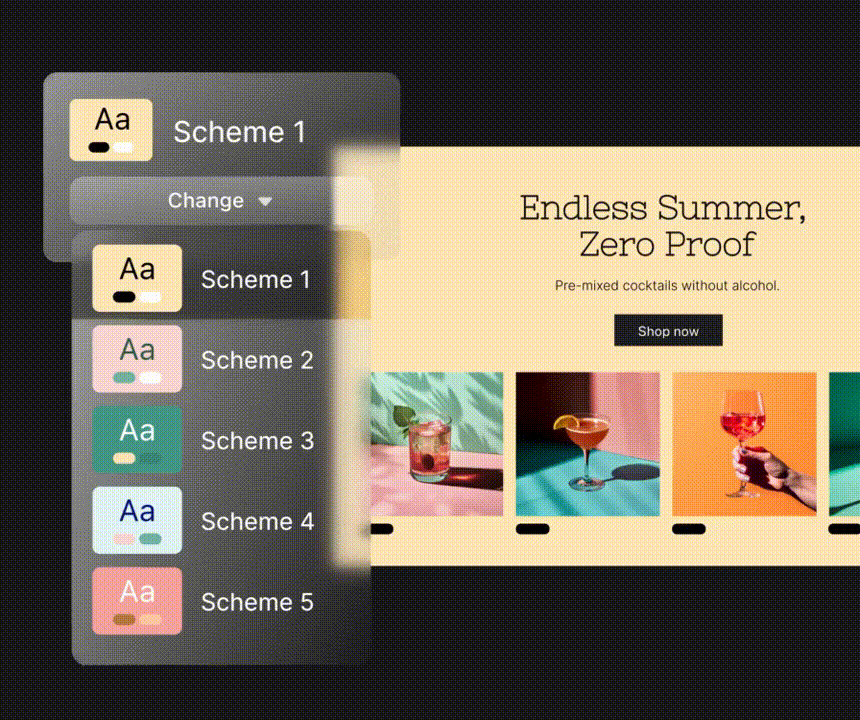 Aa
Scheme 1
Change
Aa
Scheme 1
Aa
Scheme 2
Aa
Scheme 3
Aa
Scheme 4
Aa
Scheme 5
Endless Summer,
Zero Proof
Pre-mixed cocktails without alcohol.
Shop now